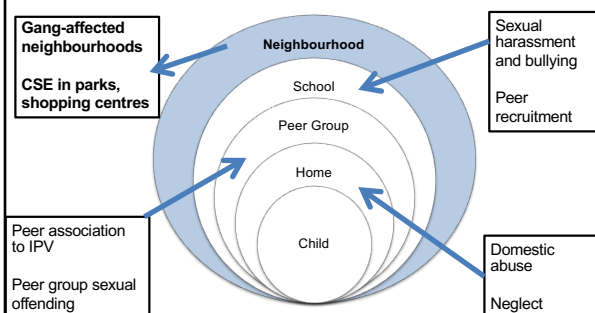 Gang-affected
neighbourhoods
CSE in parks,
shopping centres
Neighbourhood
School
Peer Group
Home
Child
Sexual
harassment
and bullying
Peer
recruitment
Peer association
to IPV
Peer group sexual
offending
Domestic
abuse
Neglect